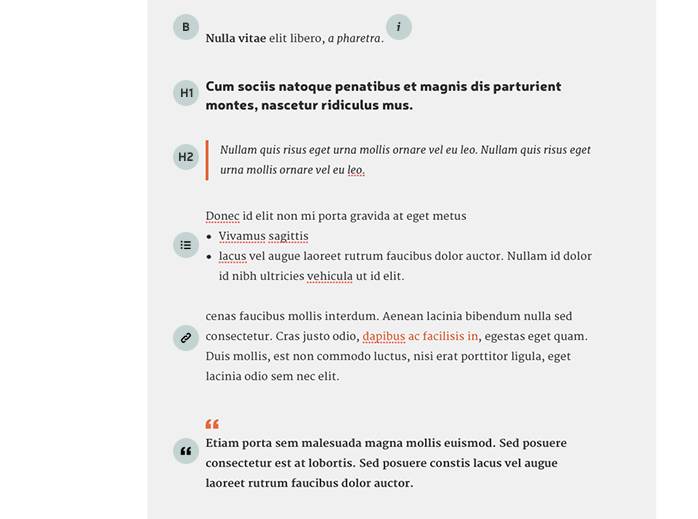 B Nulla vitae elit libero, a pharetra. i
H1 Cum sociis natoque penatibus et magnis dis parturient
montes, nascetur ridiculus mus.
H2 Nullam quis risus eget urna mollis ornare vel eu leo. Nullam quis risus eget
urna mollis ornare vel eu leo.
Donec id elit non mi porta gravida at eget metus
• Vivamus sagittis
• lacus vel augue laoreet rutrum faucibus dolor auctor. Nullam id dolor
id nibh ultricies vehicula ut id elit.
cenas faucibus mollis interdum. Aenean lacinia bibendum nulla sed
consectetur. Cras justo odio, dapibus ac facilisis in, egestas eget quam.
Duis mollis, est non commodo luctus, nisi erat porttitor ligula, eget
lacinia odio sem nec elit.
“
“ Etiam porta sem malesuada magna mollis euismod. Sed posuere
consectetur est at lobortis. Sed posuere constis lacus vel augue
laoreet rutrum faucibus dolor auctor.